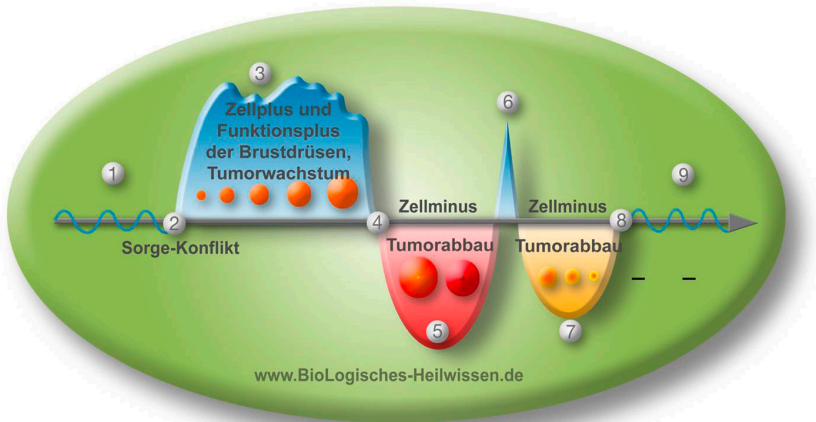 3
6
Zellplus und
Funktionsplus
der Brustdrüsen,
Tumorwachstum
1
9
Zellminus
Zellminus
2
4
8
Sorge-Konflikt
Tumorabbau
Tumorabbau
– –
5
7
www.BioLogisches-Heilwissen.de